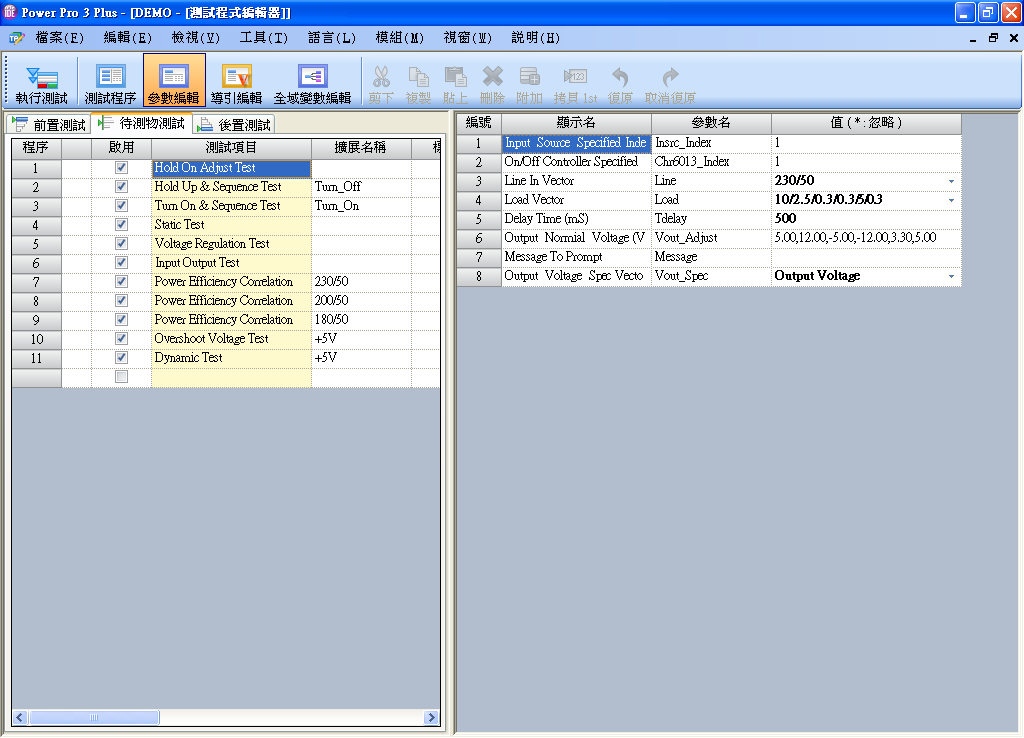 Power Pro 3 Plus - [DEMO - [測試程式編輯器]]
檔案(F) 編輯(E) 檢視(V) 工具(T) 語言(L) 模組(M) 視窗(W) 說明(H)
執行測試 測試程序 參數編輯 導引編輯 全域變數編輯 剪下 複製 貼上 刪除 附加 拷貝 1st 復原 取消復原
前置測試 待測物測試 後置測試
程序 啟用 測試項目 擴展名稱
1 Hold On Adjust Test
2 Hold Up & Sequence Test Turn_Off
3 Turn On & Sequence Test Turn_On
4 Static Test
5 Voltage Regulation Test
6 Input Output Test
7 Power Efficiency Correlation 230/50
8 Power Efficiency Correlation 200/50
9 Power Efficiency Correlation 180/50
10 Overshoot Voltage Test +5V
11 Dynamic Test +5V
編號 顯示名 參數名 值 ( * : 忽略 )
1 Input Source Specified Inde Insrc_Index 1
2 On/Off Controller Specified Chr6013_Index 1
3 Line In Vector Line 230/50
4 Load Vector Load 10/2.5/0.3/0.3/5/0.3
5 Delay Time (mS) Tdelay 500
6 Output Normial Voltage (V Vout_Adjust 5.00,12.00,-5.00,-12.00,3.30,5.00
7 Message To Prompt Message
8 Output Voltage Spec Vecto Vout_Spec Output Voltage